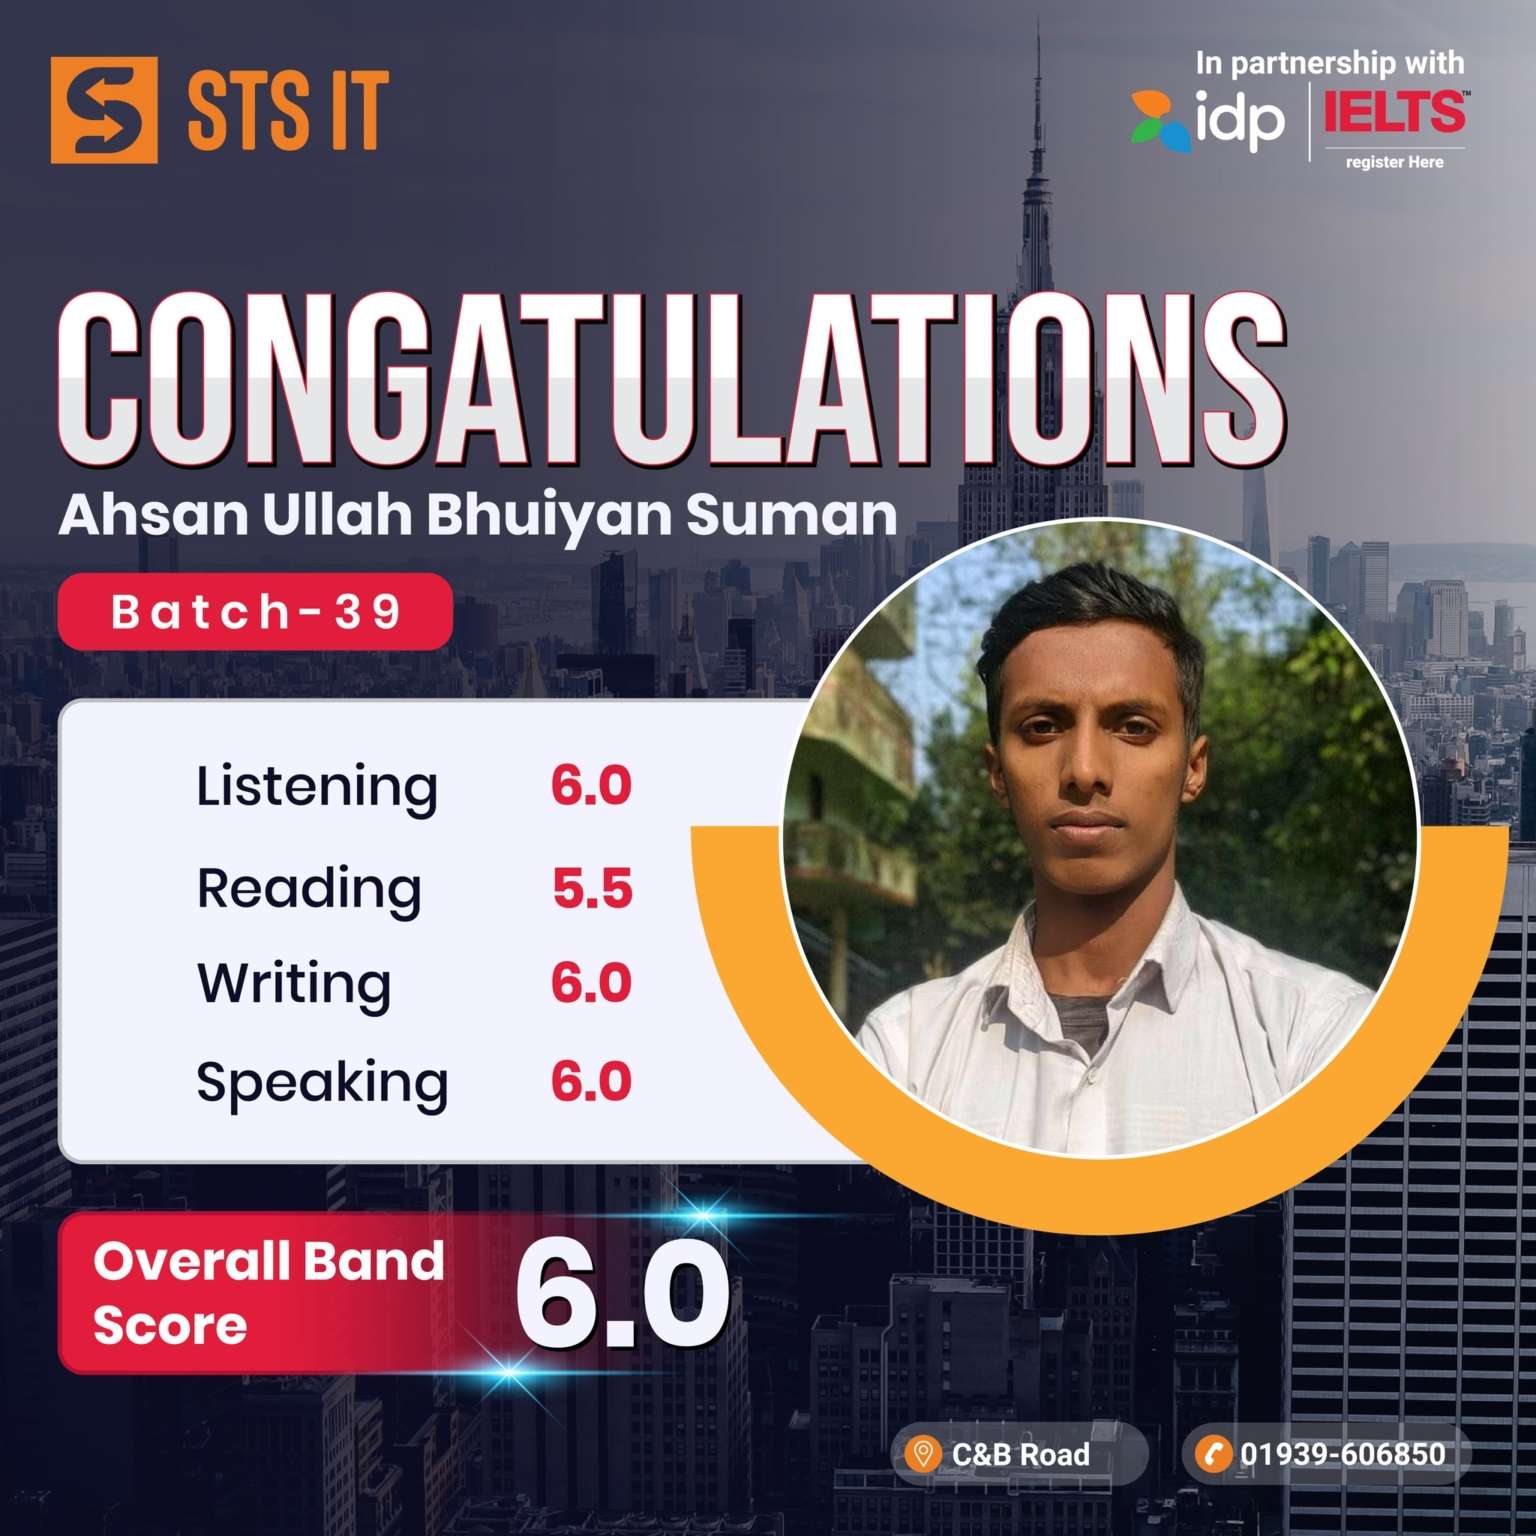 STS IT
In partnership with
idp IELTS™
register Here
CONGATULATIONS
Ahsan Ullah Bhuiyan Suman
Batch-39
Listening 6.0
Reading 5.5
Writing 6.0
Speaking 6.0
Overall Band
Score
6.0
C&B Road
01939-606850